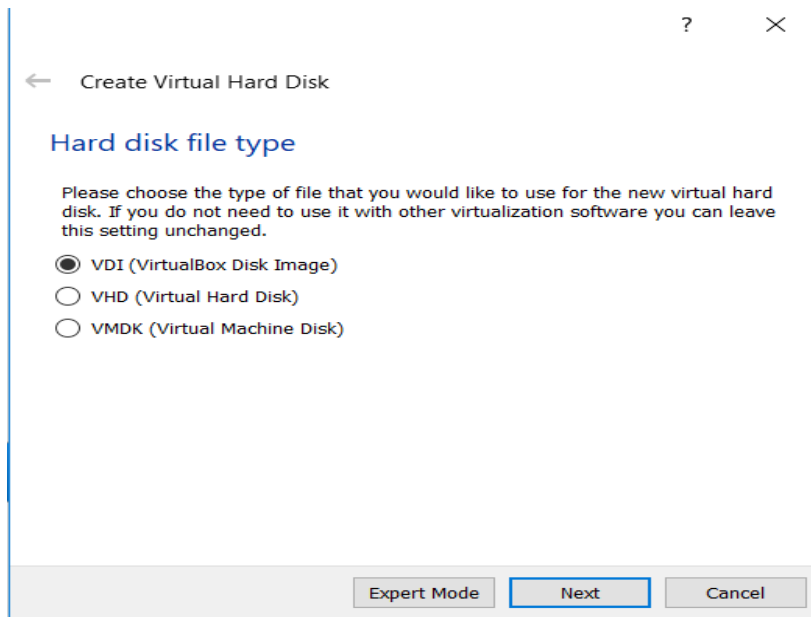 ?
Create Virtual Hard Disk
Hard disk file type
Please choose the type of file that you would like to use for the new virtual hard
disk. If you do not need to use it with other virtualization software you can leave
this setting unchanged.
VDI (VirtualBox Disk Image)
VHD (Virtual Hard Disk)
VMDK (Virtual Machine Disk)
Expert Mode Next Cancel